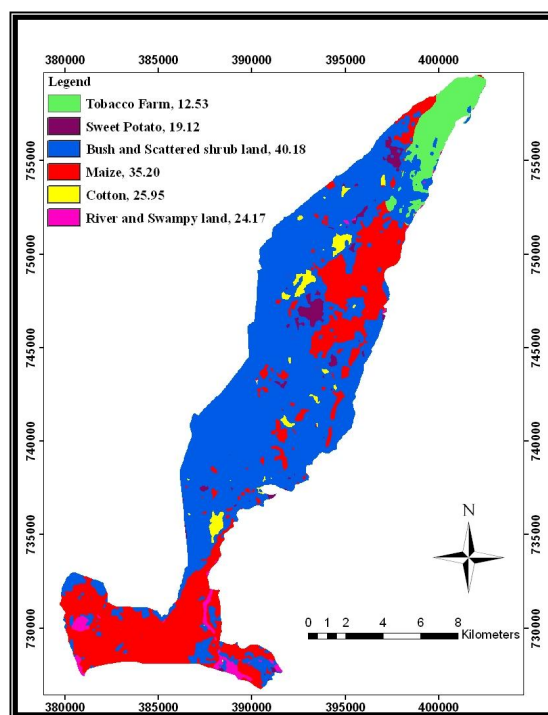 380000 385000 390000 395000 400000
Legend
Tobacco Farm, 12.53
Sweet Potato, 19.12
Bush and Scattered shrub land, 40.18
Maize, 35.20
Cotton, 25.95
River and Swampy land, 24.17
755000
750000
745000
740000
735000
730000
755000
750000
745000
740000
735000
730000
N
0 1 2 4 6 8
Kilometers
380000 385000 390000 395000 400000